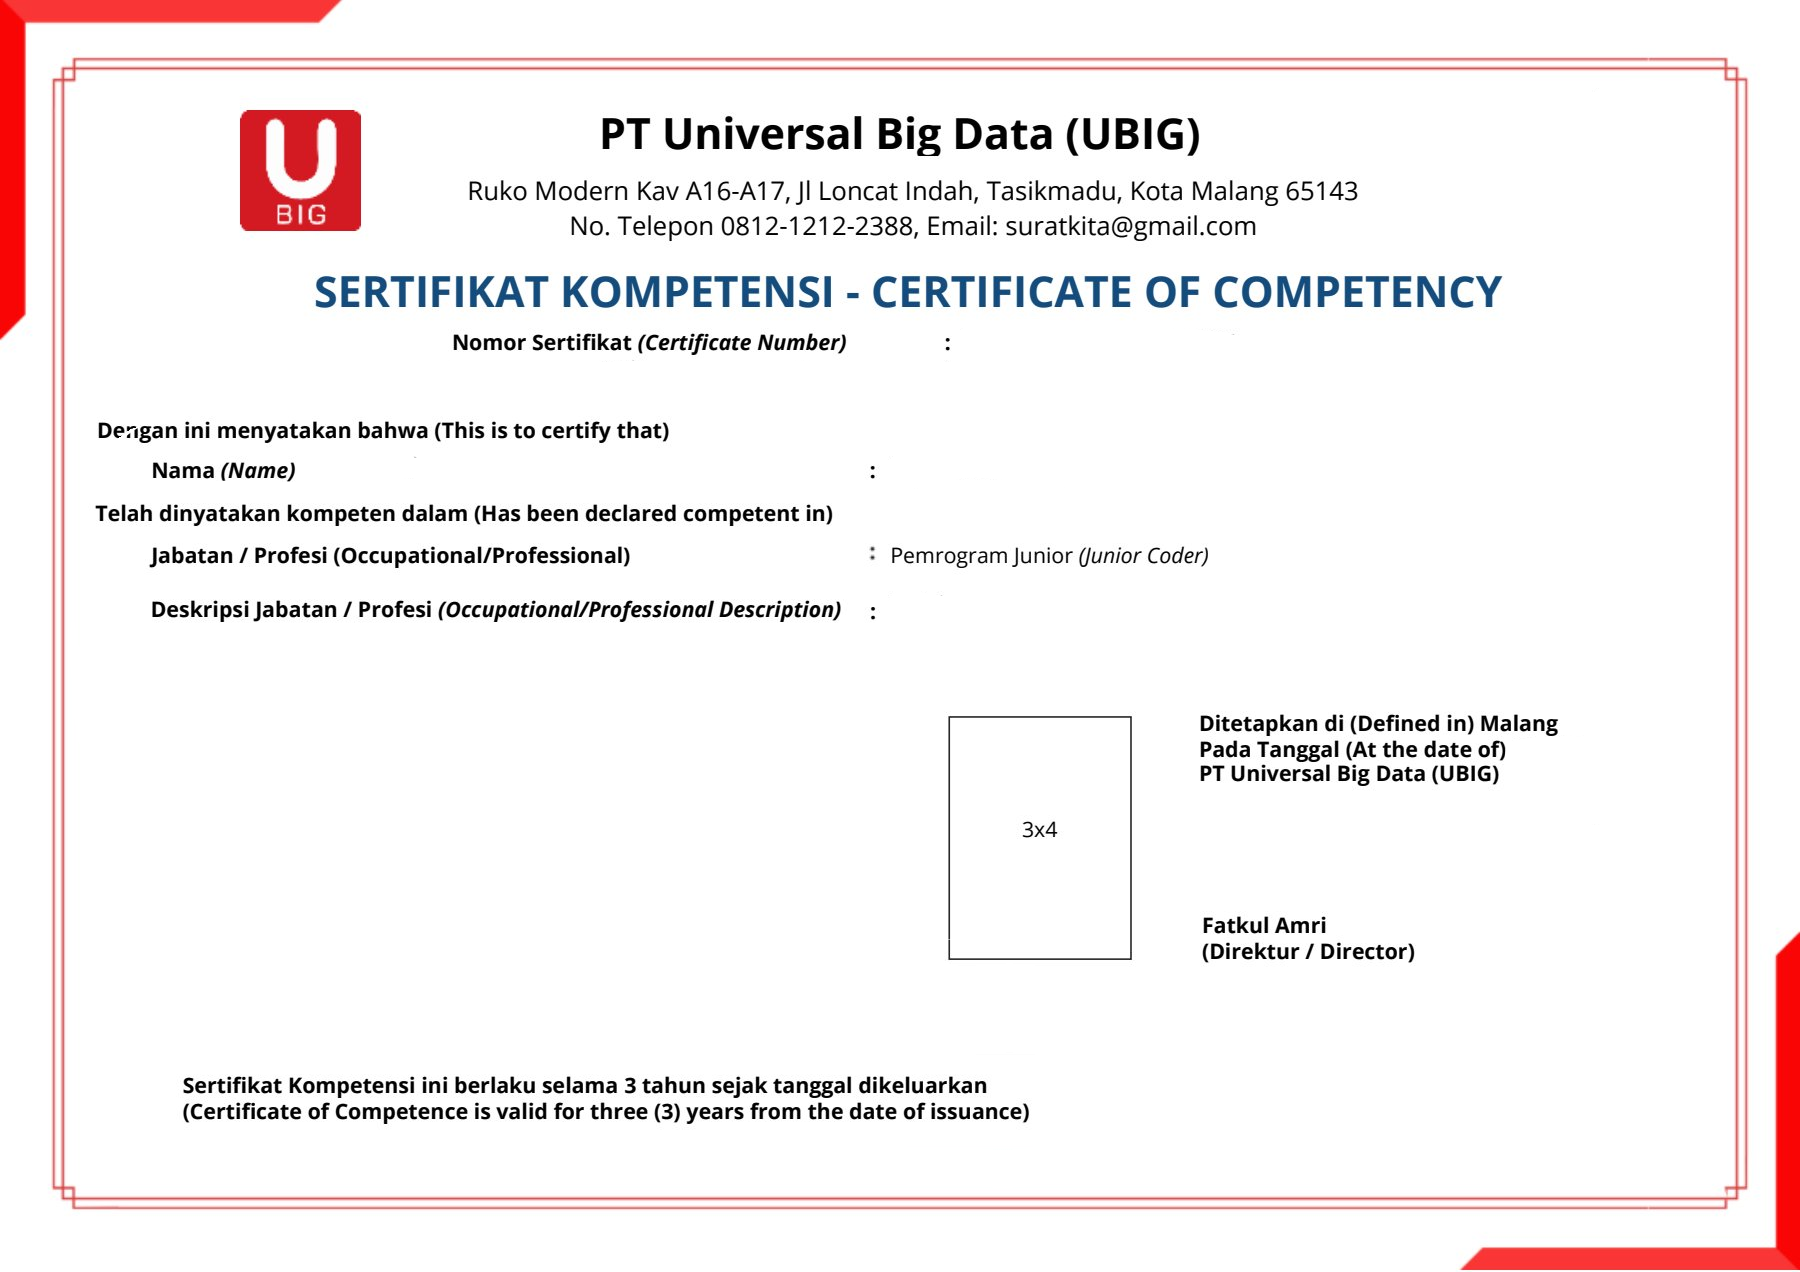 U
BIG
PT Universal Big Data (UBIG)
Ruko Modern Kav A16-A17, Jl Loncat Indah, Tasikmadu, Kota Malang 65143
No. Telepon 0812-1212-2388, Email: suratkita@gmail.com
SERTIFIKAT KOMPETENSI - CERTIFICATE OF COMPETENCY
Nomor Sertifikat (Certificate Number) :
Dengan ini menyatakan bahwa (This is to certify that)
Nama (Name) :
Telah dinyatakan kompeten dalam (Has been declared competent in)
Jabatan / Profesi (Occupational/Professional) : Pemrogram Junior (Junior Coder)
Deskripsi Jabatan / Profesi (Occupational/Professional Description) :
3x4
Ditetapkan di (Defined in) Malang
Pada Tanggal (At the date of)
PT Universal Big Data (UBIG)
Fatkul Amri
(Direktur / Director)
Sertifikat Kompetensi ini berlaku selama 3 tahun sejak tanggal dikeluarkan
(Certificate of Competence is valid for three (3) years from the date of issuance)